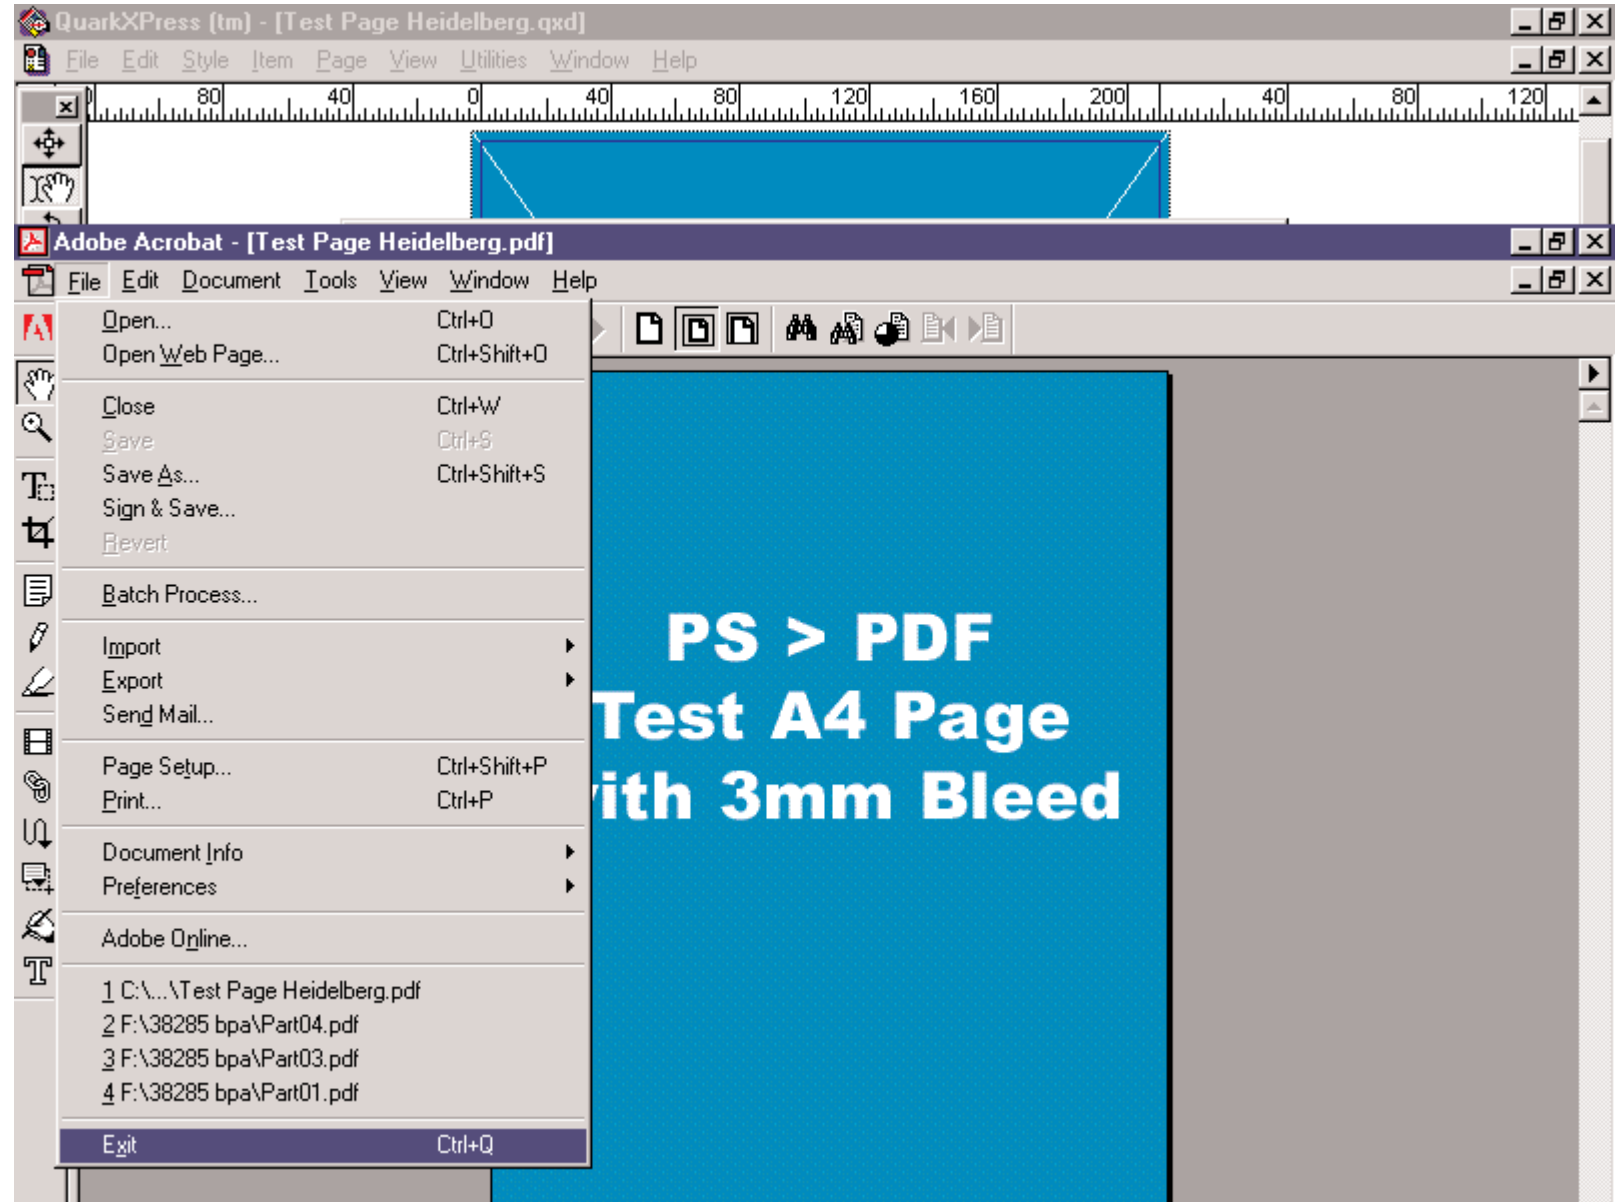 QuarkXPress (tm) - [Test Page Heidelberg.qxd]
File Edit Style Item Page View Utilities Window Help
80 40 0 40 80 120 160 200 40 80 120
Adobe Acrobat - [Test Page Heidelberg.pdf]
File Edit Document Tools View Window Help
Open... Ctrl+O
Open Web Page... Ctrl+Shift+O
Close Ctrl+W
Save Ctrl+S
Save As... Ctrl+Shift+S
Sign & Save...
Revert
Batch Process...
Import
Export
Send Mail...
Page Setup... Ctrl+Shift+P
Print... Ctrl+P
Document Info
Preferences
Adobe Online...
1 C:\...\Test Page Heidelberg.pdf
2 F:\38285 bpa\Part04.pdf
3 F:\38285 bpa\Part03.pdf
4 F:\38285 bpa\Part01.pdf
Exit Ctrl+Q
PS > PDF
Test A4 Page
ith 3mm Bleed